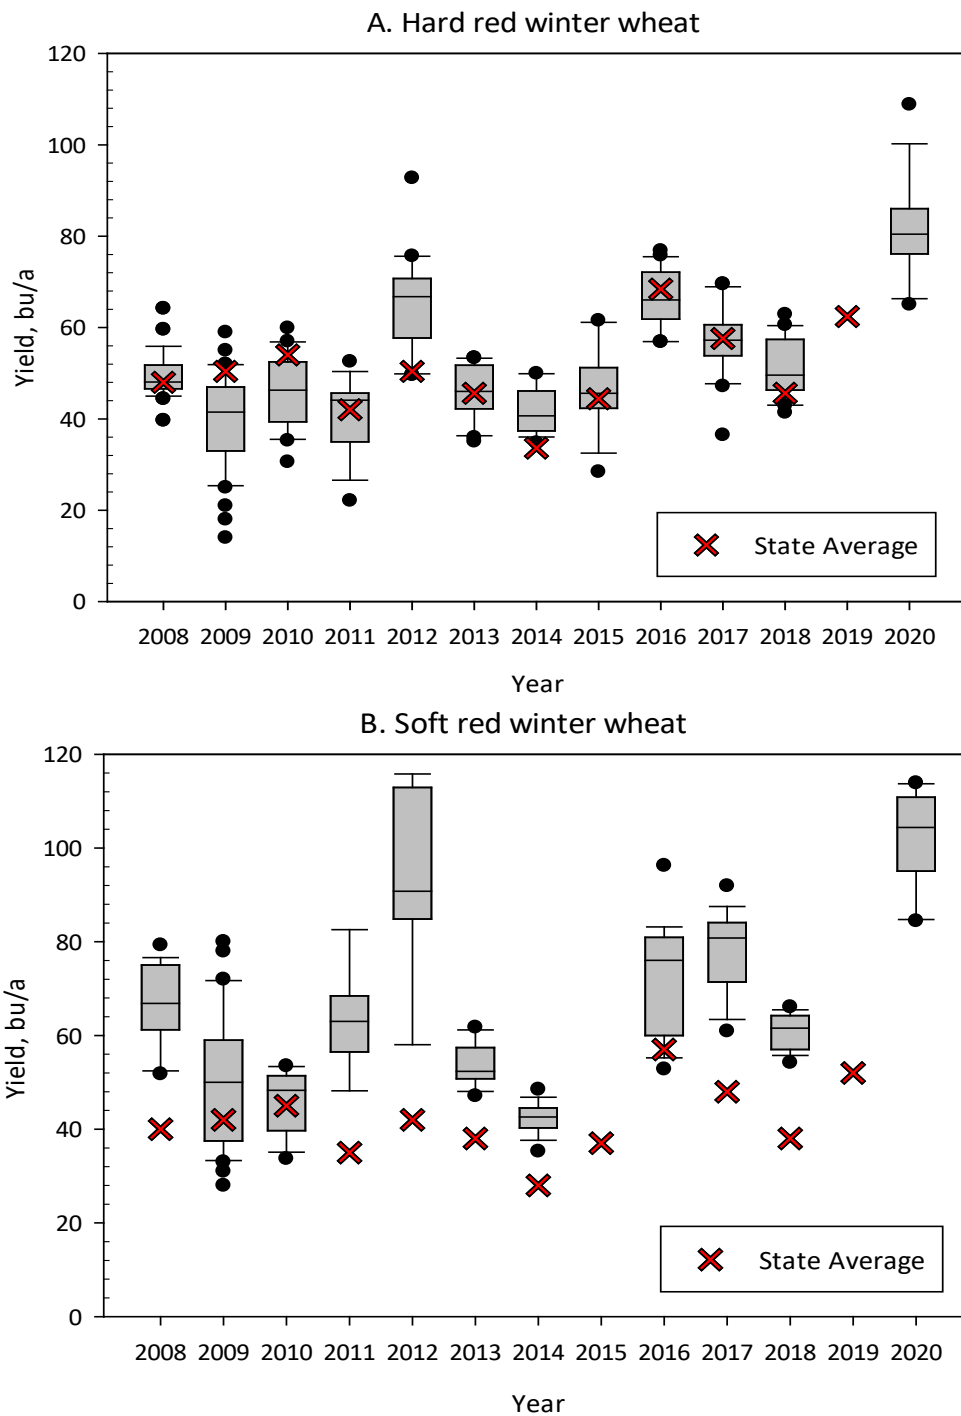 A. Hard red winter wheat
120
100
80
60
40
20
0
Yield, bu/a
State Average
2008 2009 2010 2011 2012 2013 2014 2015 2016 2017 2018 2019 2020
Year
B. Soft red winter wheat
120
100
80
60
40
20
0
Yield, bu/a
State Average
2008 2009 2010 2011 2012 2013 2014 2015 2016 2017 2018 2019 2020
Year